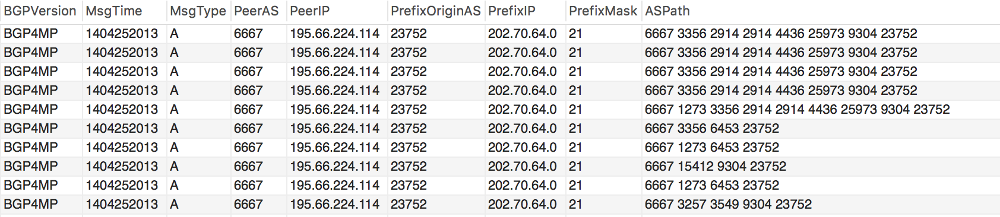 BGPVersion MsgTime MsgType PeerAS PeerIP PrefixOriginAS PrefixIP PrefixMask ASPath
BGP4MP 1404252013 A 6667 195.66.224.114 23752 202.70.64.0 21 6667 3356 2914 2914 4436 25973 9304 23752
BGP4MP 1404252013 A 6667 195.66.224.114 23752 202.70.64.0 21 6667 3356 2914 2914 4436 25973 9304 23752
BGP4MP 1404252013 A 6667 195.66.224.114 23752 202.70.64.0 21 6667 3356 2914 2914 4436 25973 9304 23752
BGP4MP 1404252013 A 6667 195.66.224.114 23752 202.70.64.0 21 6667 3356 2914 2914 4436 25973 9304 23752
BGP4MP 1404252013 A 6667 195.66.224.114 23752 202.70.64.0 21 6667 1273 3356 2914 2914 4436 25973 9304 23752
BGP4MP 1404252013 A 6667 195.66.224.114 23752 202.70.64.0 21 6667 3356 6453 23752
BGP4MP 1404252013 A 6667 195.66.224.114 23752 202.70.64.0 21 6667 1273 6453 23752
BGP4MP 1404252013 A 6667 195.66.224.114 23752 202.70.64.0 21 6667 15412 9304 23752
BGP4MP 1404252013 A 6667 195.66.224.114 23752 202.70.64.0 21 6667 1273 6453 23752
BGP4MP 1404252013 A 6667 195.66.224.114 23752 202.70.64.0 21 6667 3257 3549 9304 23752